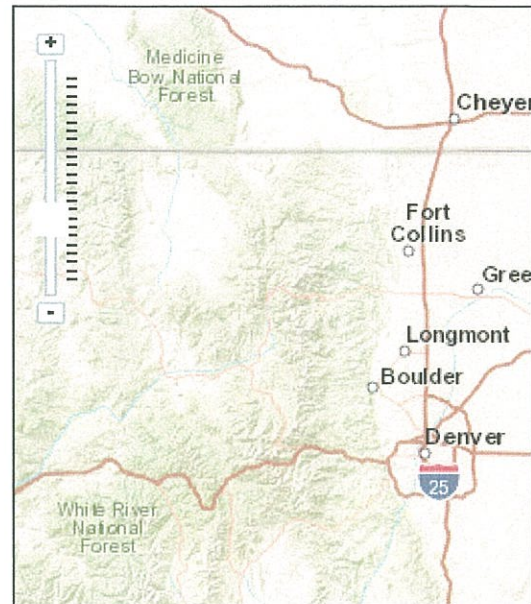 +
Medicine
Bow National
Forest
Cheyen
Fort
Collins
Gree
-
Longmont
Boulder
Denver
25
White River
National
Forest